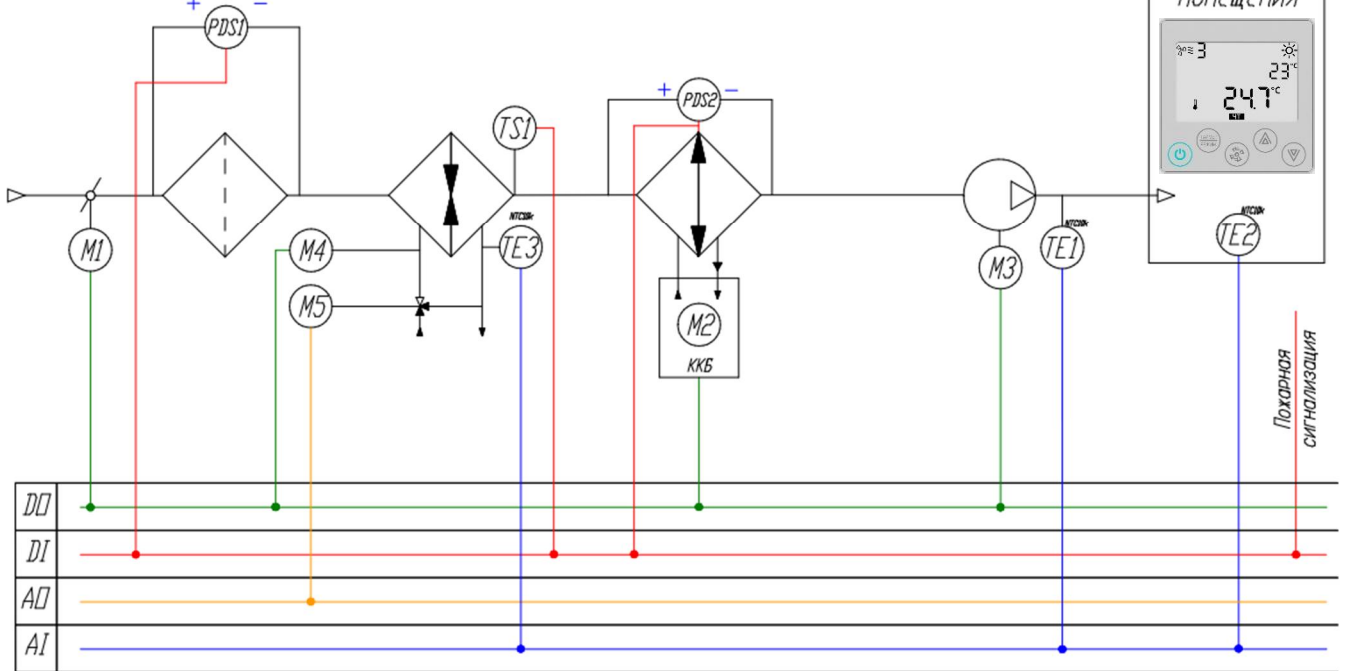 ПОМЕЩЕНИЯ
+ PDS1 −
3
23°C
24.7°C
+ PDS2 −
TS1
M1
M4
NTC10k
TE3
M3
NTC10k
TE1
NTC10k
TE2
M5
M2
ККБ
Пожарная
сигнализация
DO
DI
AO
AI